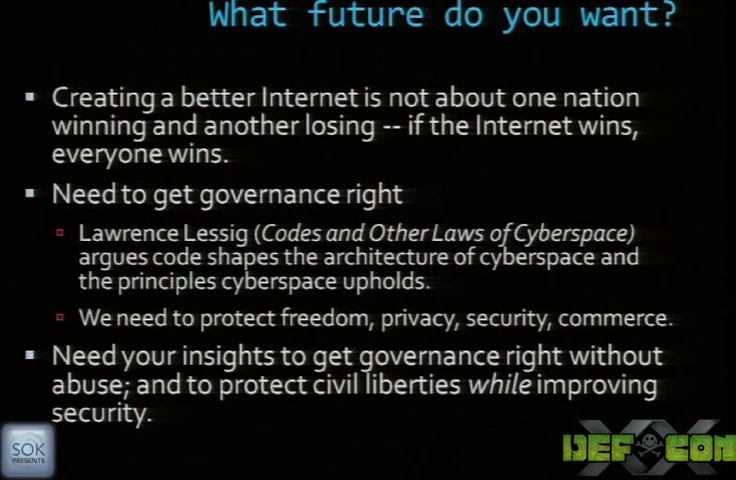 What future do you want?
Creating a better Internet is not about one nation
winning and another losing -- if the Internet wins,
everyone wins.
Need to get governance right
Lawrence Lessig (Codes and Other Laws of Cyberspace)
argues code shapes the architecture of cyberspace and
the principles cyberspace upholds.
We need to protect freedom, privacy, security, commerce.
Need your insights to get governance right without
abuse; and to protect civil liberties while improving
security.
SOK
PRESENTS
XX
DEF CON